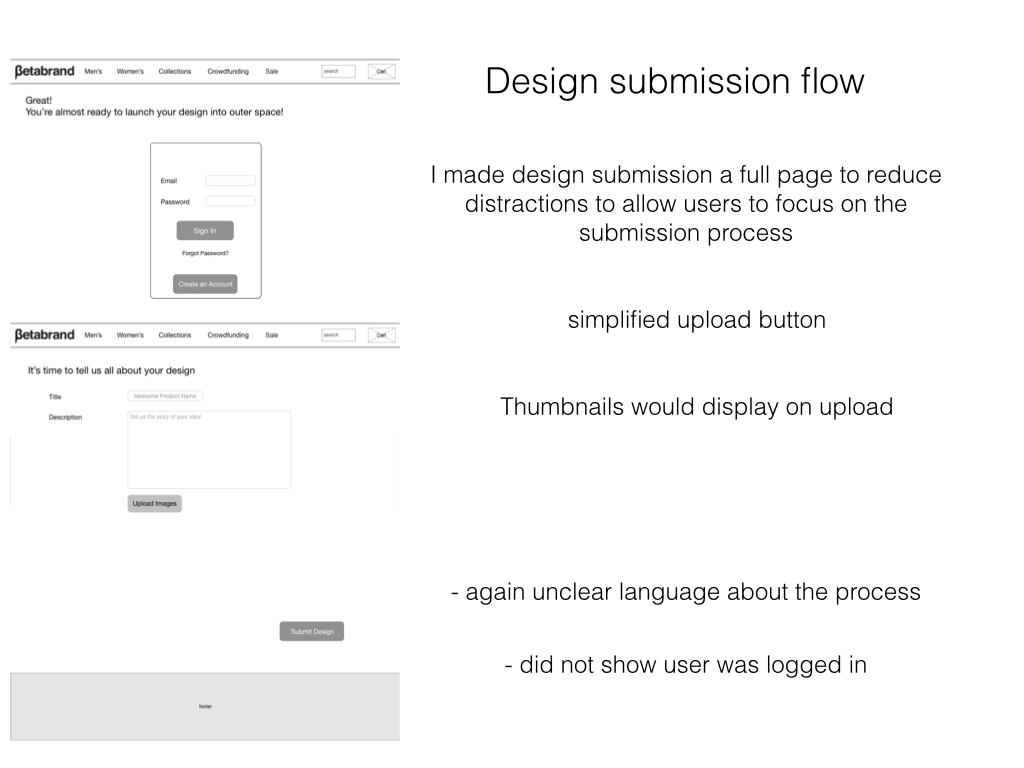 βetabrand Men's Women's Collections Crowdfunding Sale search Cart
Great!
You're almost ready to launch your design into outer space!
Email
Password
Sign In
Forgot Password?
Create an Account
βetabrand Men's Women's Collections Crowdfunding Sale search Cart
It's time to tell us all about your design
Title Awesome Product Name
Description Tell us the story of your idea!
Upload Images
Submit Design
footer
Design submission flow
I made design submission a full page to reduce
distractions to allow users to focus on the
submission process
simplified upload button
Thumbnails would display on upload
- again unclear language about the process
- did not show user was logged in